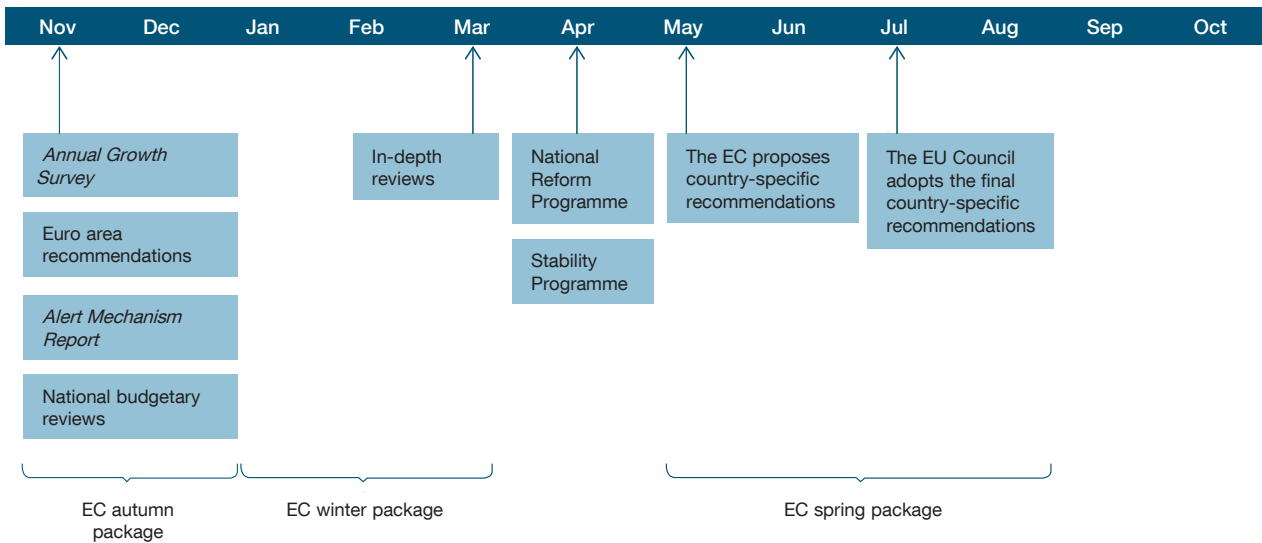 Nov Dec Jan Feb Mar Apr May Jun Jul Aug Sep Oct
Annual Growth
Survey
Euro area
recommendations
Alert Mechanism
Report
National budgetary
reviews
In-depth
reviews
National
Reform
Programme
Stability
Programme
The EC proposes
country-specific
recommendations
The EU Council
adopts the final
country-specific
recommendations
EC autumn
package
EC winter package
EC spring package